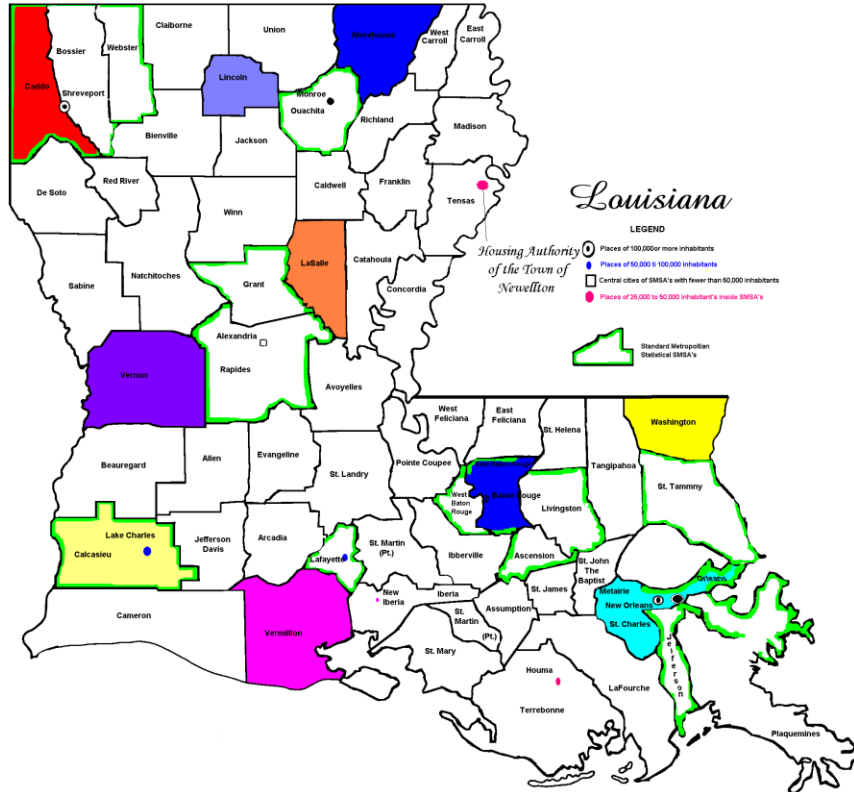 Claiborne
Union
Morehouse
West
Carroll
East
Carroll
Bossier
Webster
Caddo
Shreveport
Lincoln
Monroe
Ouachita
Richland
Madison
Bienville
Jackson
De Soto
Red River
Caldwell
Franklin
Tensas
Winn
Louisiana
LEGEND
Places of 100,000or more inhabitants
Places of 50,000 ti 100,000 inhabitants
Central cities of SMSA's with fewer than 50,000 inhabitants
Places of 25,000 to 50,000 inhabitant's inside SMSA's
Standard Metropoltian
Statistical SMSA's
Housing Authority
of the Town of
Newellton
Sabine
Natchitoches
Grant
LaSalle
Catahoula
Concordia
Alexandria
Rapides
Vernon
Avoyelles
Beauregard
Allen
Evangeline
St. Landry
West
Feliciana
East
Feliciana
St. Helena
Washington
Pointe Coupee
Tangipahoa
East Baton Rouge
Baton Rouge
West
Baton
Rouge
Livingston
St. Tammny
Lake Charles
Calcasieu
Jefferson
Davis
Arcadia
Lafayette
St. Martin
(Pt.)
Ibberville
Ascension
St. John
The
Baptist
Cameron
Vermillion
New
Iberia
Iberia
St. Martin
(Pt.)
Assumption
St. James
Metairie
Orleans
New Orleans
St. Charles
Jefferson
St. Mary
Houma
Terrebonne
LaFourche
Plaquemines